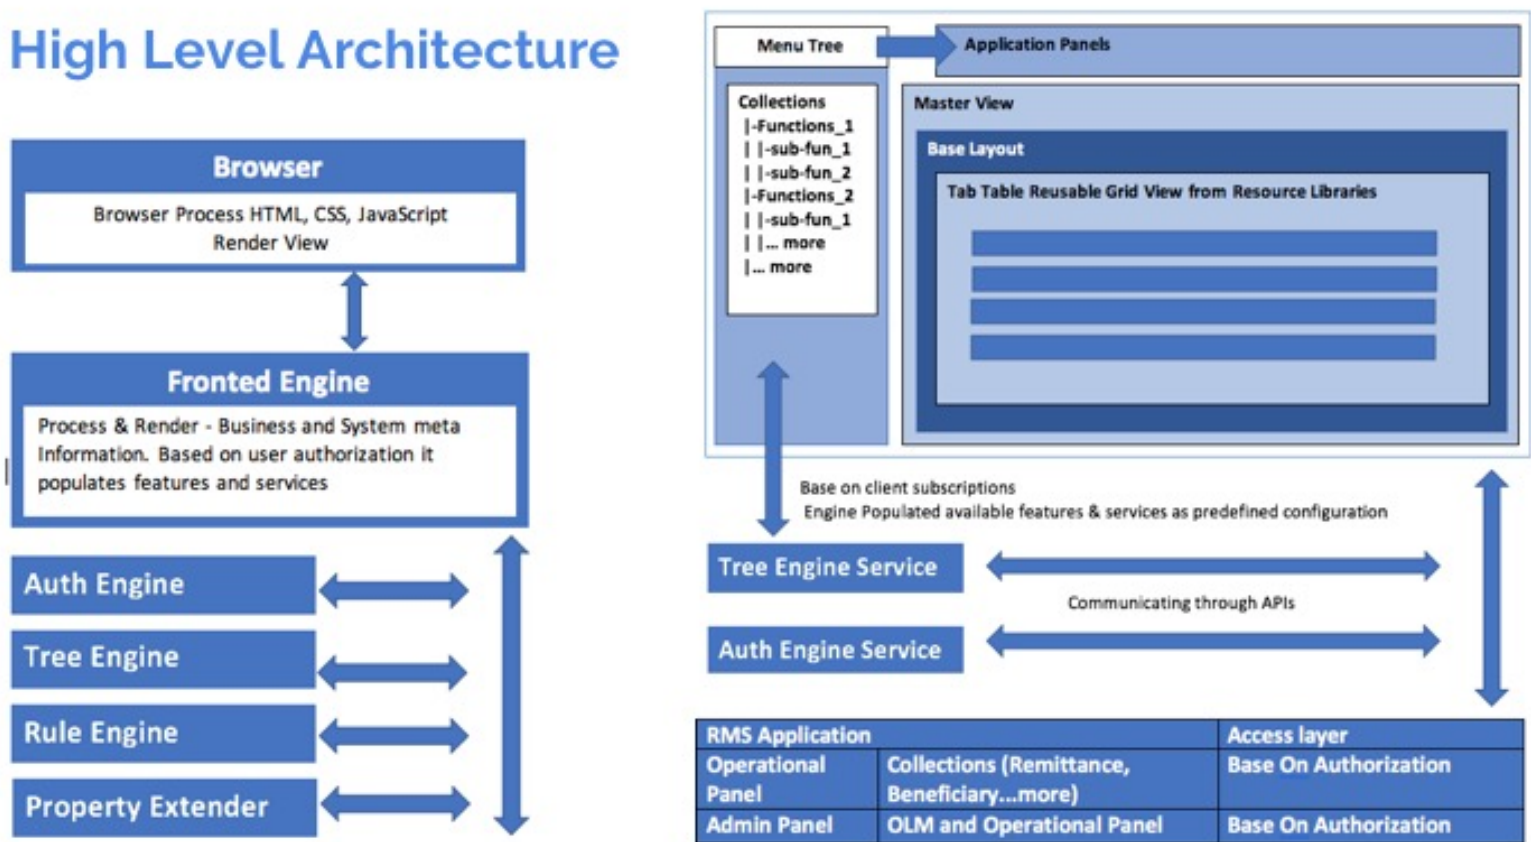 High Level Architecture
Browser
Browser Process HTML, CSS, JavaScript
Render View
Fronted Engine
Process & Render - Business and System meta
Information. Based on user authorization it
populates features and services
Auth Engine
Tree Engine
Rule Engine
Property Extender
Menu Tree
Application Panels
Collections
|-Functions_1
| |-sub-fun_1
| |-sub-fun_2
|-Functions_2
| |-sub-fun_1
| |... more
|... more
Master View
Base Layout
Tab Table Reusable Grid View from Resource Libraries
Base on client subscriptions
Engine Populated available features & services as predefined configuration
Tree Engine Service
Communicating through APIs
Auth Engine Service
RMS Application
Access layer
Operational
Panel
Collections (Remittance,
Beneficiary...more)
Base On Authorization
Admin Panel
OLM and Operational Panel
Base On Authorization